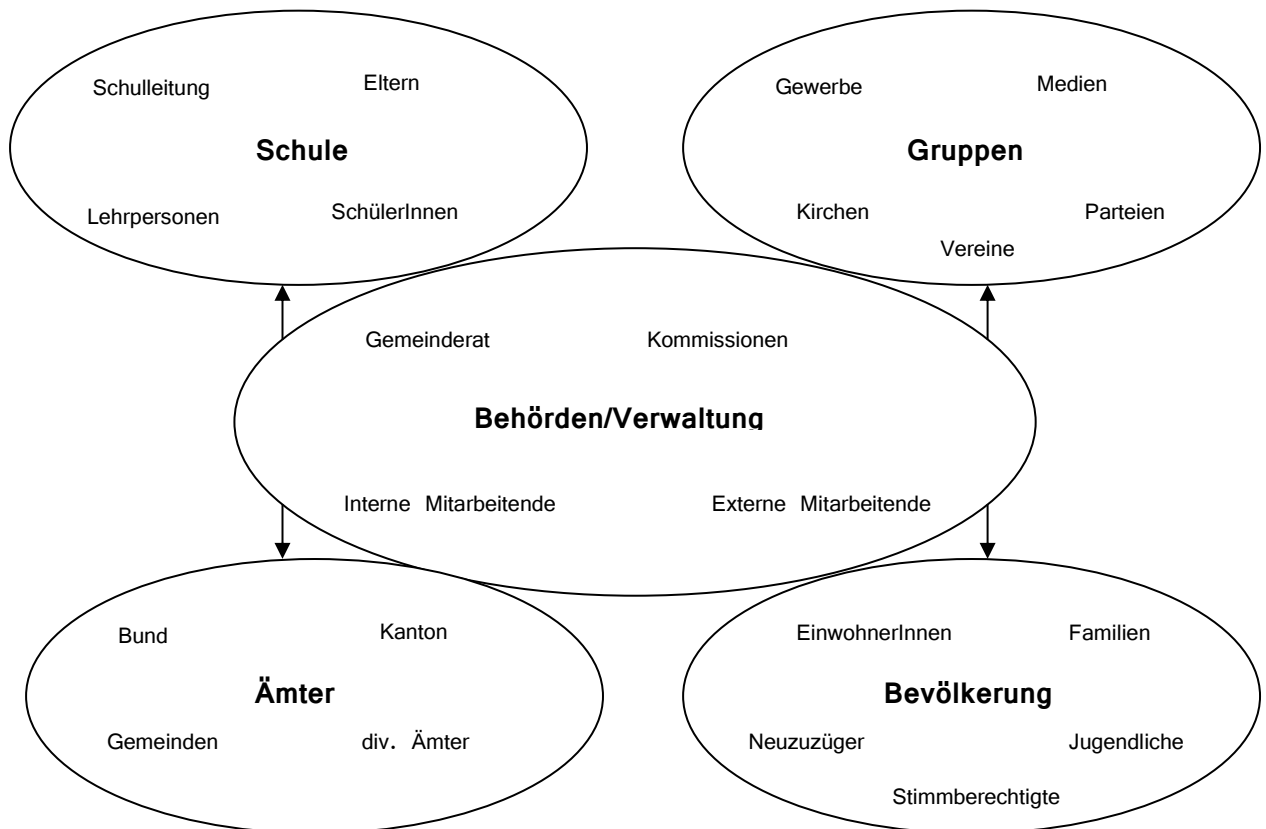 Schulleitung Eltern
Schule
Lehrpersonen SchülerInnen
Gewerbe Medien
Gruppen
Kirchen Parteien
Vereine
Gemeinderat Kommissionen
Behörden/Verwaltung
Interne Mitarbeitende Externe Mitarbeitende
Bund Kanton
Ämter
Gemeinden div. Ämter
EinwohnerInnen Familien
Bevölkerung
Neuzuzüger Jugendliche
Stimmberechtigte